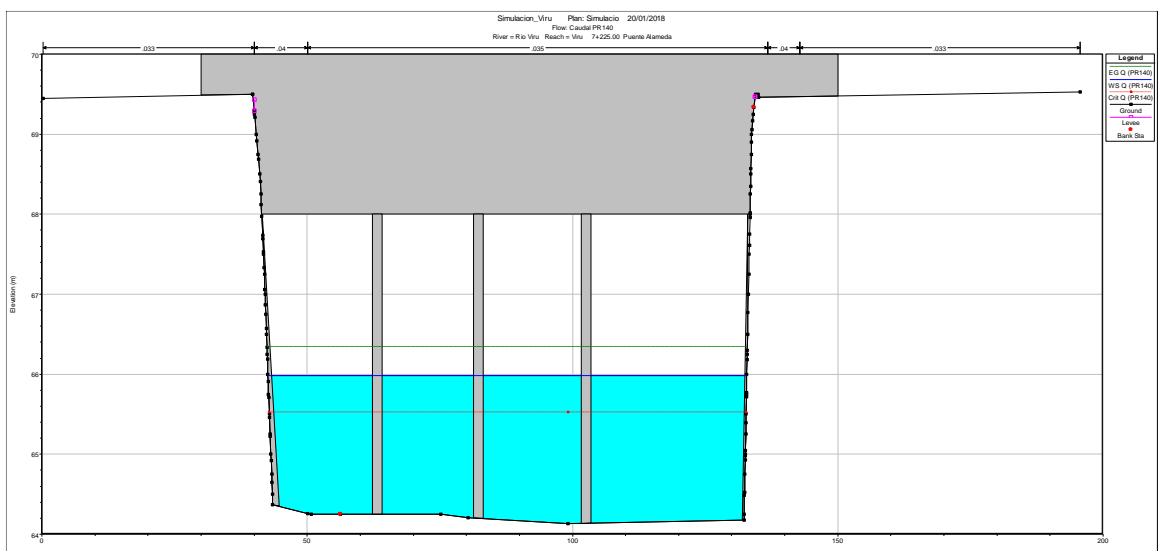 Simulacion_Viru Plan: Simulacio 20/01/2018
Flow: Caudal PR140
River = Rio Viru Reach = Viru 7+225.00 Puente Alameda
.033
.04
.035
.04
.033
Legend
EG Q (PR140)
WS Q (PR140)
Crit Q (PR140)
Ground
Levee
Bank Sta
Elevation (m)
70
69
68
67
66
65
64
0
50
100
150
200